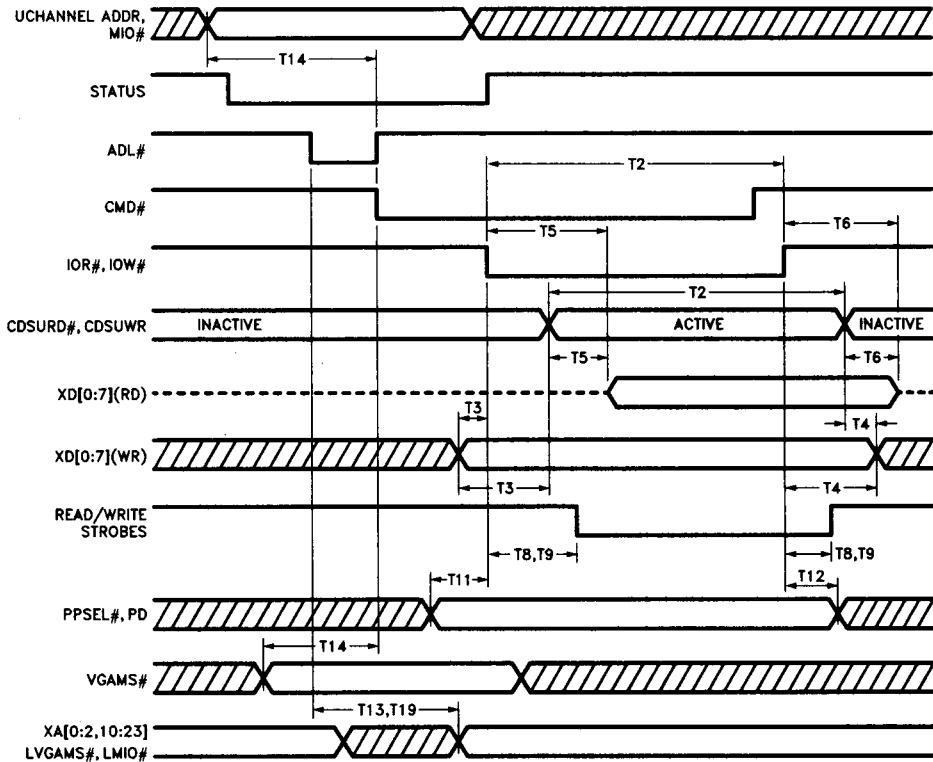 UCHANNEL ADDR,
MIO#
T14
STATUS
ADL#
T2
CMD#
T5
T6
IOR#, IOW#
T2
CDSURD#, CDSUWR
INACTIVE
ACTIVE
INACTIVE
T5
T6
XD[0:7](RD)
T3
T4
XD[0:7](WR)
T3
T4
READ/WRITE
STROBES
T8,T9
T8,T9
T11
T12
PPSEL#, PD
T14
VGAMS#
T13,T19
XA[0:2,10:23]
LVGAMS#, LMIO#